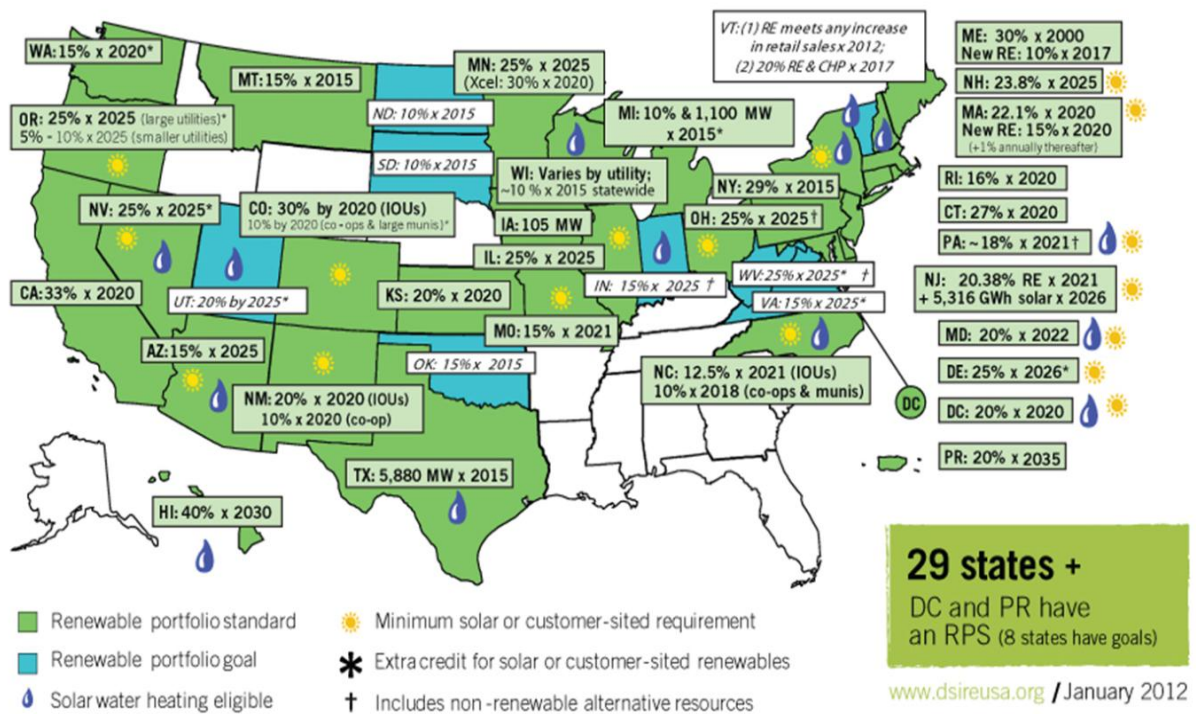 WA: 15% x 2020*
MT: 15% x 2015
MN: 25% x 2025
(Xcel: 30% x 2020)
VT: (1) RE meets any increase
in retail sales x 2012;
(2) 20% RE & CHP x 2017
ME: 30% x 2000
New RE: 10% x 2017
NH: 23.8% x 2025
OR: 25% x 2025 (large utilities)*
5% - 10% x 2025 (smaller utilities)
ND: 10% x 2015
MI: 10% & 1,100 MW
x 2015*
MA: 22.1% x 2020
New RE: 15% x 2020
(+1% annually thereafter)
SD: 10% x 2015
WI: Varies by utility;
~10 % x 2015 statewide
NY: 29% x 2015
RI: 16% x 2020
NV: 25% x 2025*
CO: 30% by 2020 (IOUs)
10% by 2020 (co-ops & large munis)*
IA: 105 MW
OH: 25% x 2025†
CT: 27% x 2020
IL: 25% x 2025
PA: ~18% x 2021†
CA: 33% x 2020
UT: 20% by 2025*
KS: 20% x 2020
IN: 15% x 2025 †
WV: 25% x 2025* †
VA: 15% x 2025*
NJ: 20.38% RE x 2021
+ 5,316 GWh solar x 2026
MO: 15% x 2021
MD: 20% x 2022
AZ: 15% x 2025
OK: 15% x 2015
NC: 12.5% x 2021 (IOUs)
10% x 2018 (co-ops & munis)
DE: 25% x 2026*
NM: 20% x 2020 (IOUs)
10% x 2020 (co-op)
DC
DC: 20% x 2020
TX: 5,880 MW x 2015
PR: 20% x 2035
HI: 40% x 2030
29 states +
DC and PR have
an RPS (8 states have goals)
www.dsireusa.org / January 2012
Renewable portfolio standard
Renewable portfolio goal
Solar water heating eligible
Minimum solar or customer-sited requirement
* Extra credit for solar or customer-sited renewables
† Includes non-renewable alternative resources